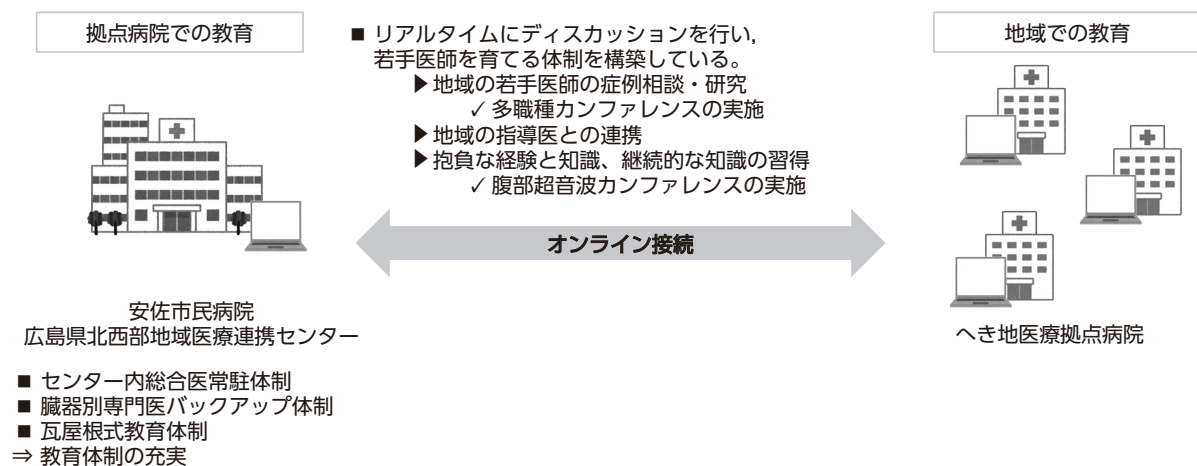 拠点病院での教育
■ リアルタイムにディスカッションを行い,
若手医師を育てる体制を構築している。
▶地域の若手医師の症例相談・研究
✓多職種カンファレンスの実施
▶地域の指導医との連携
▶抱負な経験と知識、継続的な知識の習得
✓腹部超音波カンファレンスの実施
地域での教育
オンライン接続
安佐市民病院
広島県北西部地域医療連携センター
へき地医療拠点病院
■ センター内総合医常駐体制
■ 臓器別専門医バックアップ体制
■ 瓦屋根式教育体制
⇒ 教育体制の充実